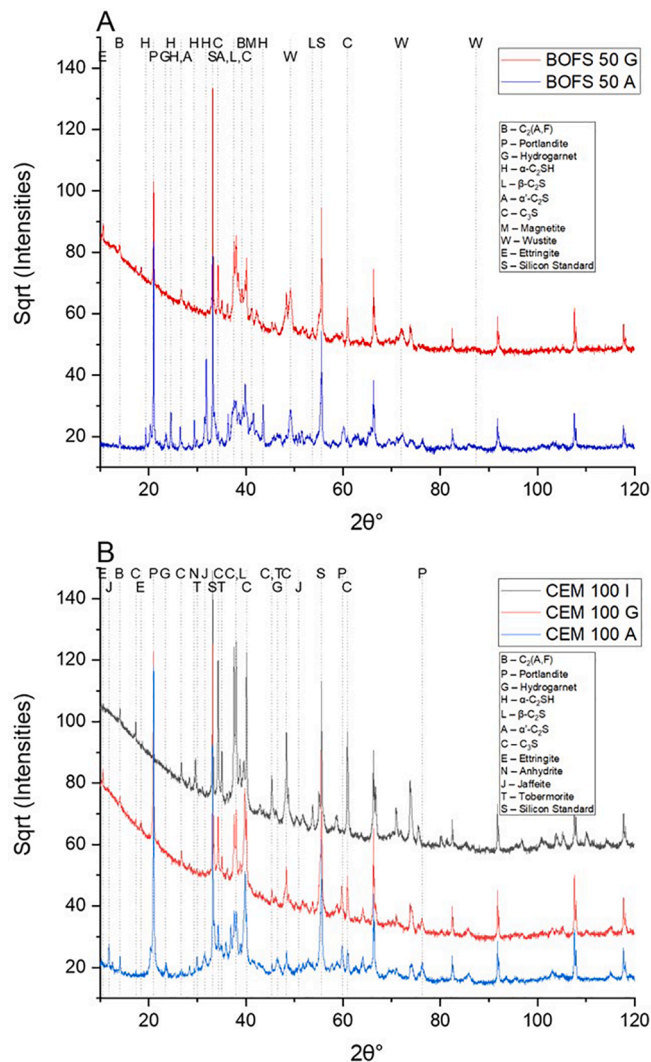 A
B H H H H C B M H L S C W W
E P G H,A S A,L,C W
140
120
100
80
60
40
20
Sqrt (Intensities)
BOFS 50 G
BOFS 50 A
B – C₂(A,F)
P – Portlandite
G – Hydrogarnet
H – α-C₂SH
L – β-C₂S
A – α'-C₂S
C – C₃S
M – Magnetite
W – Wustite
E – Ettringite
S – Silicon Standard
20 40 60 80 100 120
2θ°
B
E B C P G C N J C C,L C,T C S P P
J E T S T C G J C
140
120
100
80
60
40
20
Sqrt (Intensities)
CEM 100 I
CEM 100 G
CEM 100 A
B – C₂(A,F)
P – Portlandite
G – Hydrogarnet
H – α-C₂SH
L – β-C₂S
A – α'-C₂S
C – C₃S
E – Ettringite
N – Anhydrite
J – Jaffeite
T – Tobermorite
S – Silicon Standard
20 40 60 80 100 120
2θ°